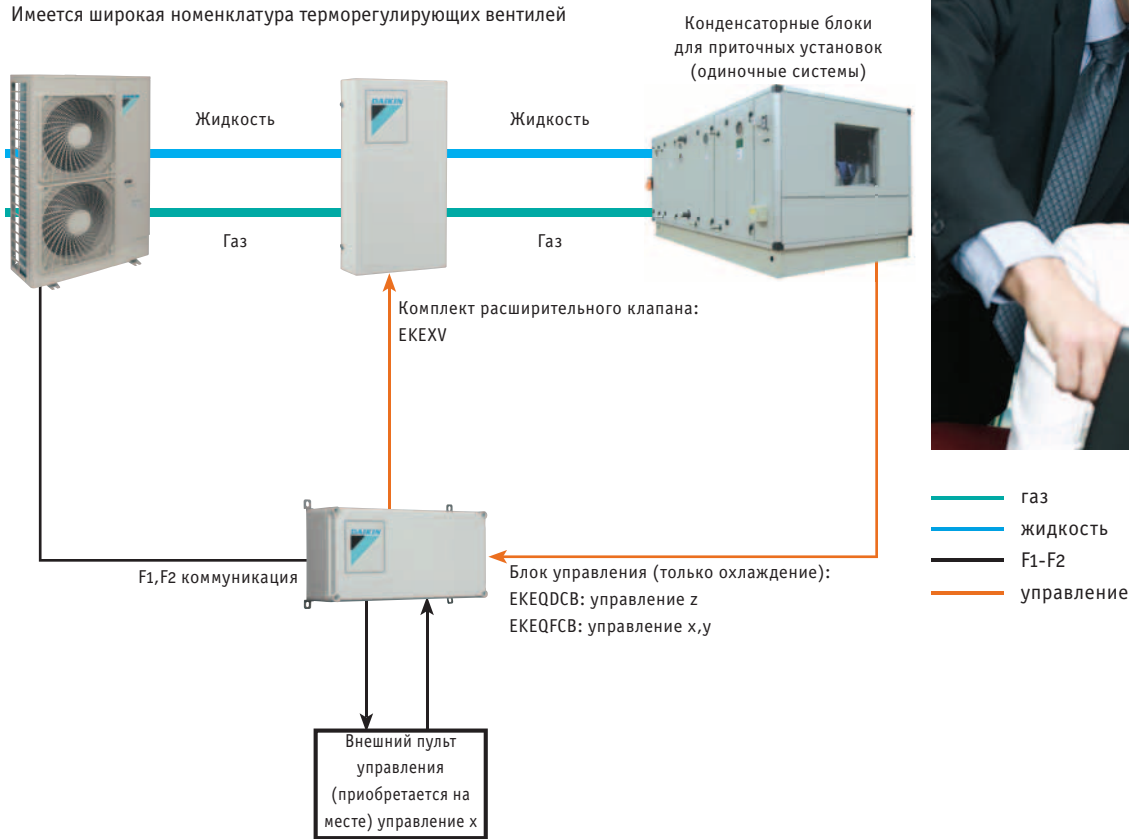 Имеется широкая номенклатура терморегулирующих вентилей
Конденсаторные блоки
для приточных установок
(одиночные системы)
DAIKIN
Жидкость
Жидкость
Газ
Газ
Комплект расширительного клапана:
EKEXV
газ
жидкость
F1-F2
управление
DAIKIN
F1,F2 коммуникация
Блок управления (только охлаждение):
EKEQDCB: управление z
EKEQFCB: управление x,y
Внешний пульт
управления
(приобретается на
месте) управление x